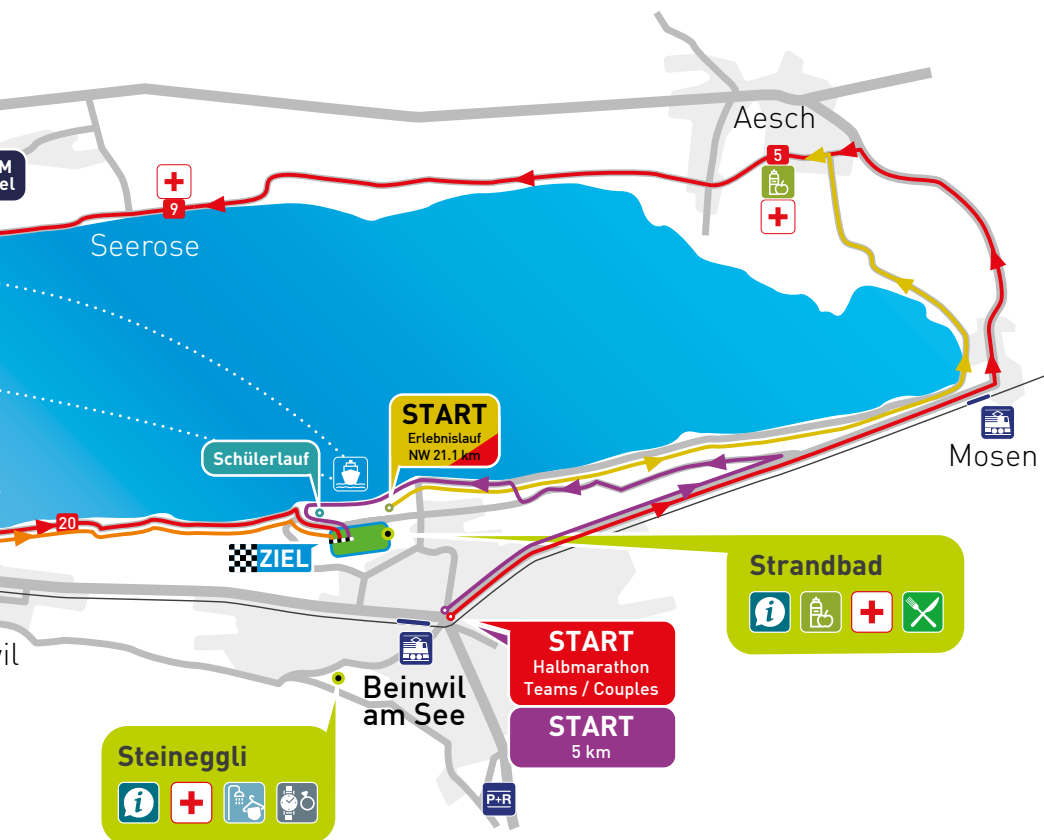 Aesch
5
M
el
9
Seerose
START
Erlebnislauf
NW 21.1 km
Schülerlauf
Mosen
20
ZIEL
Strandbad
i
START
Halbmarathon
Teams / Couples
il
Beinwil
am See
START
5 km
Steineggli
i
P+R